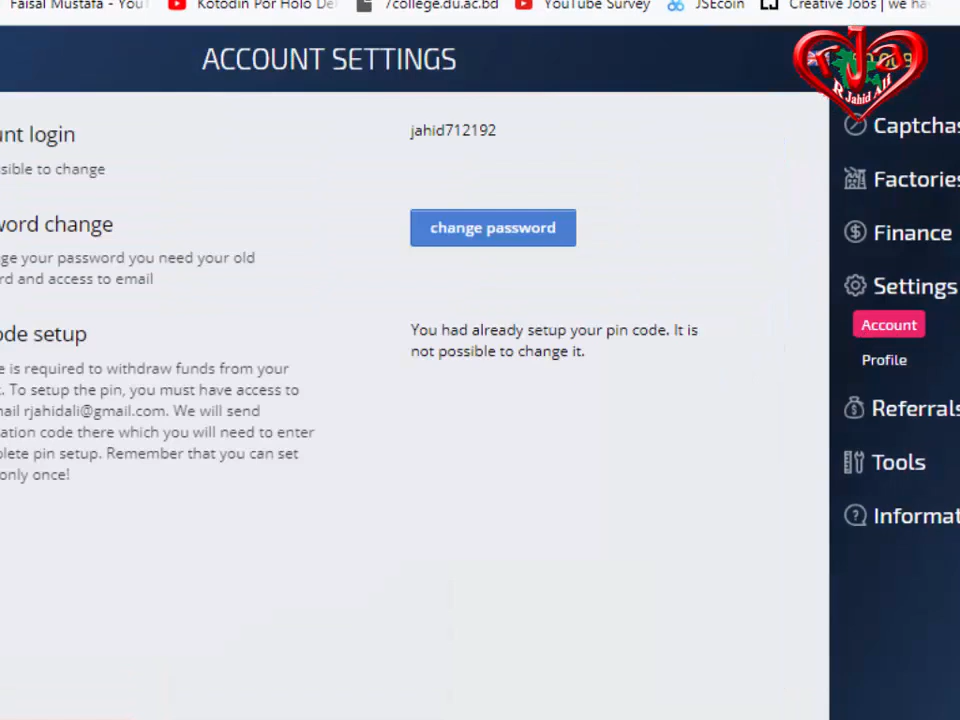 Faisal Mustafa - You
Kotodin Por Holo De
7college.du.ac.bd
YouTube Survey
JSEcoin
Creative Jobs | we ha
ACCOUNT SETTINGS
R Jahid Ali
unt login
jahid712192
sible to change
word change
change password
ge your password you need your old
rd and access to email
ode setup
You had already setup your pin code. It is
not possible to change it.
e is required to withdraw funds from your
t. To setup the pin, you must have access to
ail rjahidali@gmail.com. We will send
ation code there which you will need to enter
plete pin setup. Remember that you can set
only once!
Captchas
Factories
Finance
Settings
Account
Profile
Referrals
Tools
Informat